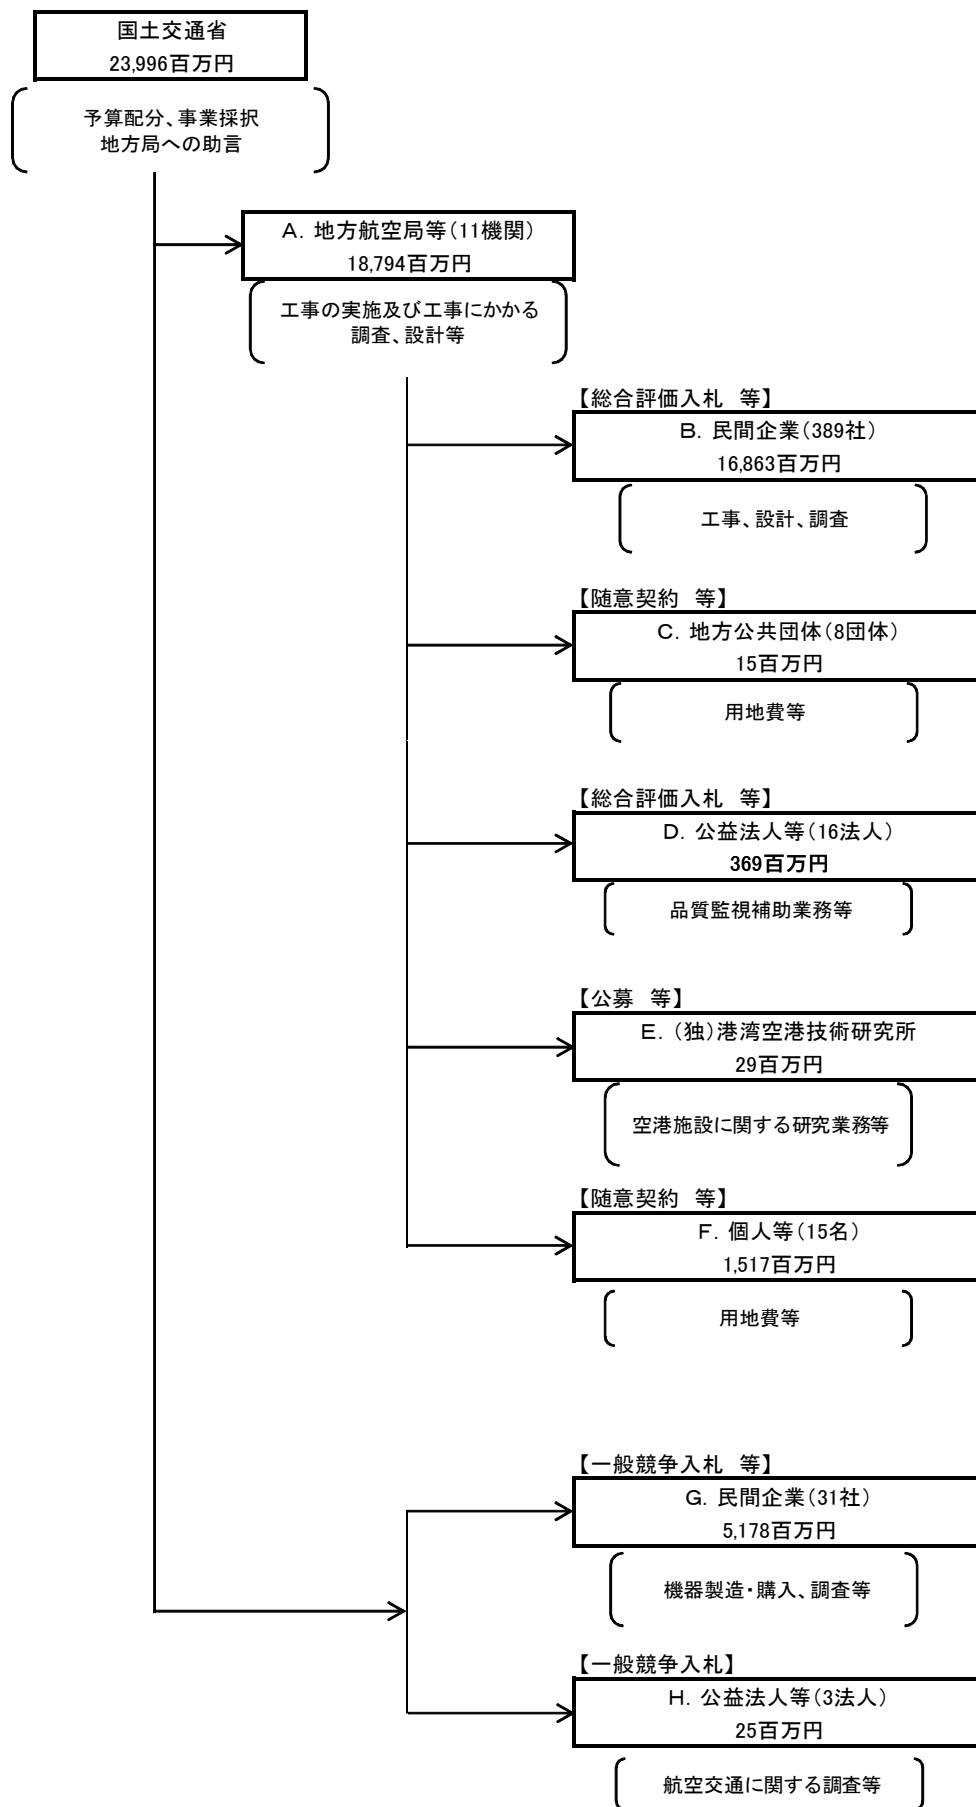 国土交通省
23,996百万円
予算配分、事業採択
地方局への助言
A．地方航空局等（11機関）
18,794百万円
工事の実施及び工事にかかる
調査、設計等
【総合評価入札　等】
B．民間企業（389社）
16,863百万円
工事、設計、調査
【随意契約　等】
C．地方公共団体（8団体）
15百万円
用地費等
【総合評価入札　等】
D．公益法人等（16法人）
369百万円
品質監視補助業務等
【公募　等】
E．（独）港湾空港技術研究所
29百万円
空港施設に関する研究業務等
【随意契約　等】
F．個人等（15名）
1,517百万円
用地費等
【一般競争入札　等】
G．民間企業（31社）
5,178百万円
機器製造・購入、調査等
【一般競争入札】
H．公益法人等（3法人）
25百万円
航空交通に関する調査等